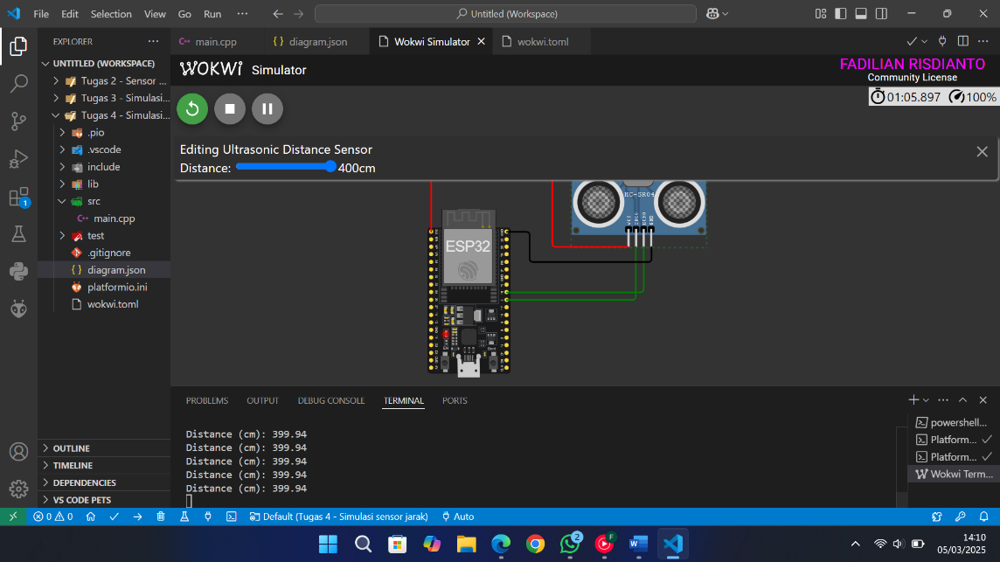 File Edit Selection View Go Run ··· Untitled (Workspace)
EXPLORER ···
main.cpp
{ } diagram.json
Wokwi Simulator
wokwi.toml
UNTITLED (WORKSPACE)
Tugas 2 - Sensor ...
Tugas 3 - Simulasi...
Tugas 4 - Simulasi...
.pio
.vscode
include
lib
src
main.cpp
test
.gitignore
{ } diagram.json
platformio.ini
wokwi.toml
OUTLINE
TIMELINE
DEPENDENCIES
VS CODE PETS
1
WOKWI Simulator
FADILIAN RISDIANTO
Community License
01:05.897 100%
Editing Ultrasonic Distance Sensor
Distance: 400cm
HC-SR04
ESP32
PROBLEMS OUTPUT DEBUG CONSOLE TERMINAL PORTS
Distance (cm): 399.94
Distance (cm): 399.94
Distance (cm): 399.94
Distance (cm): 399.94
Distance (cm): 399.94
powershell...
Platform...
Platform...
Wokwi Term...
0 0 Default (Tugas 4 - Simulasi sensor jarak) Auto
2
F
14:10
05/03/2025